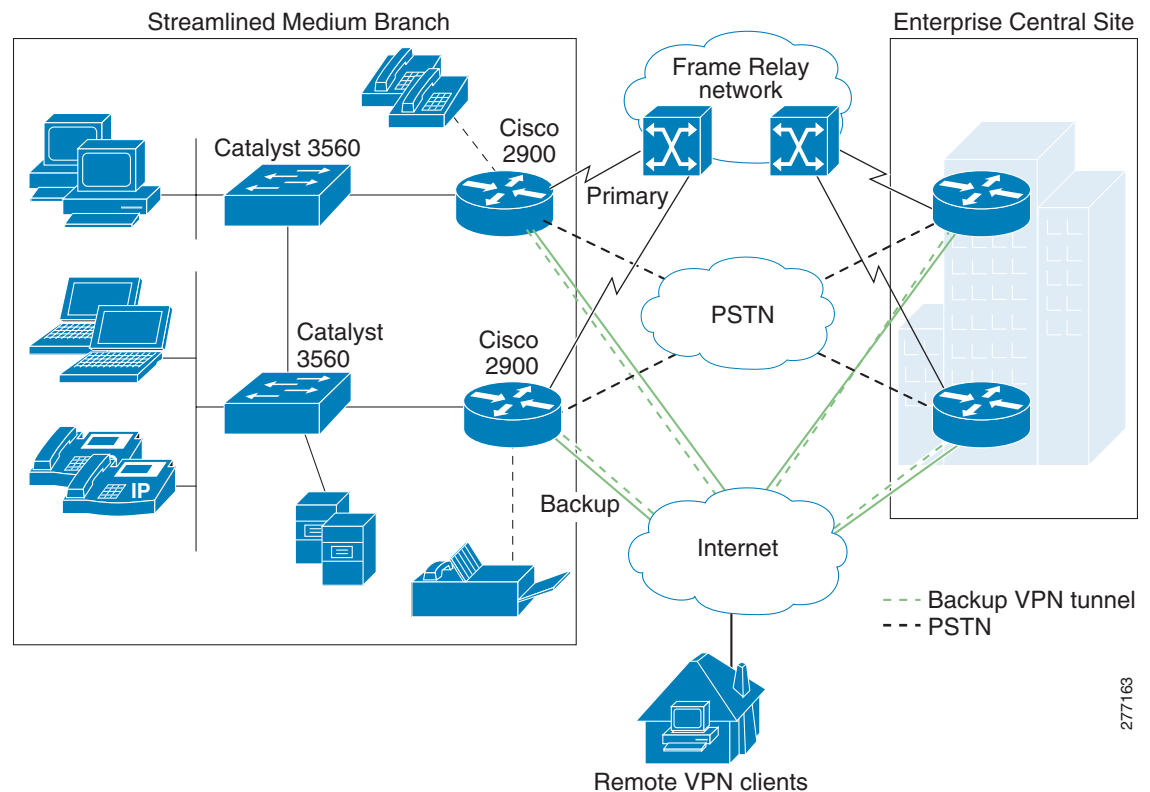 Streamlined Medium Branch
Enterprise Central Site
Frame Relay
network
Cisco
2900
Catalyst 3560
Primary
PSTN
Catalyst
3560
Cisco
2900
IP
Backup
Internet
Backup VPN tunnel
PSTN
277163
Remote VPN clients